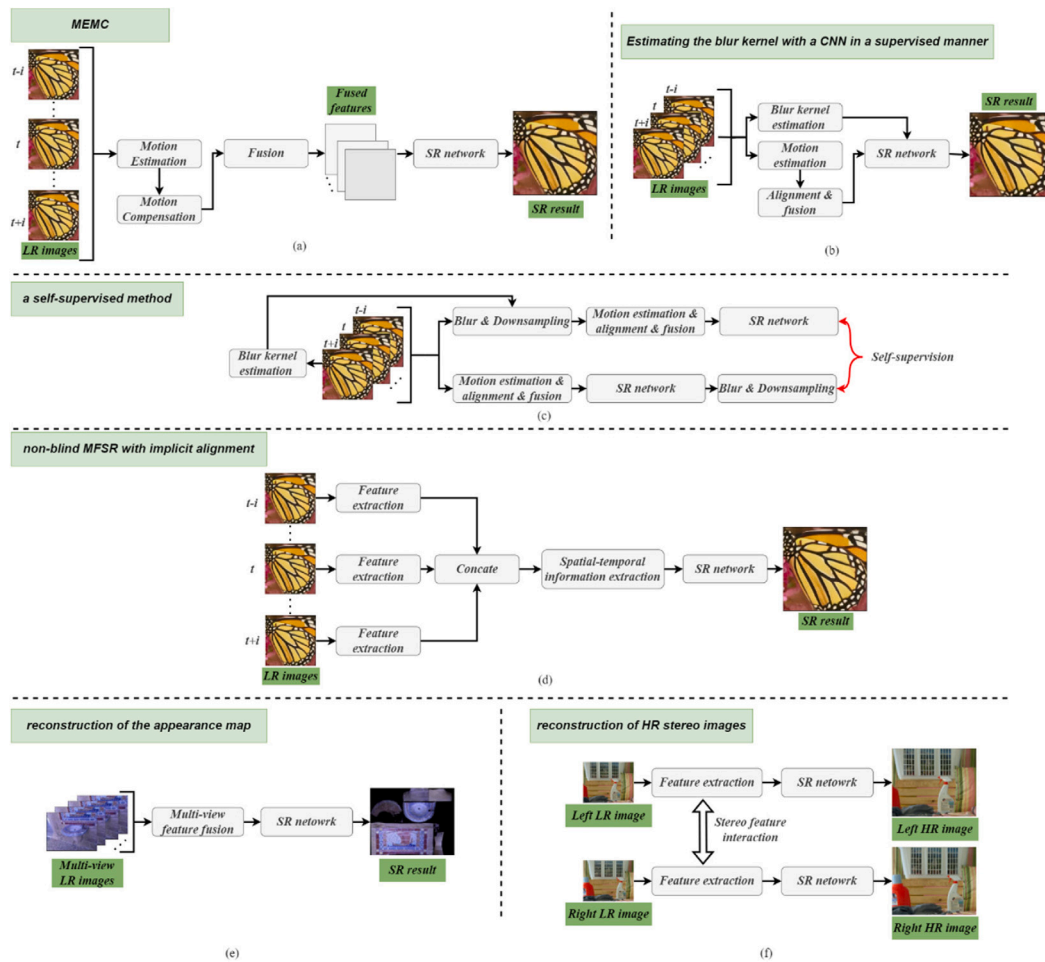 MEMC
t-i
t
t+i
LR images
Motion
Estimation
Motion
Compensation
Fusion
Fused
features
SR network
SR result
(a)
Estimating the blur kernel with a CNN in a supervised manner
t-i
t
t+i
LR images
Blur kernel
estimation
Motion
estimation
Alignment &
fusion
SR network
SR result
(b)
a self-supervised method
t-i
t
t+i
Blur kernel
estimation
Blur & Downsampling
Motion estimation &
alignment & fusion
SR network
Self-supervision
Motion estimation &
alignment & fusion
SR network
Blur & Downsampling
(c)
non-blind MFSR with implicit alignment
t-i
t
t+i
LR images
Feature
extraction
Feature
extraction
Feature
extraction
Concate
Spatial-temporal
information extraction
SR network
SR result
(d)
reconstruction of the appearance map
Multi-view
LR images
Multi-view
feature fusion
SR netowrk
SR result
(e)
reconstruction of HR stereo images
Left LR image
Feature extraction
SR netowrk
Left HR image
Stereo feature
interaction
Right LR image
Feature extraction
SR netowrk
Right HR image
(f)